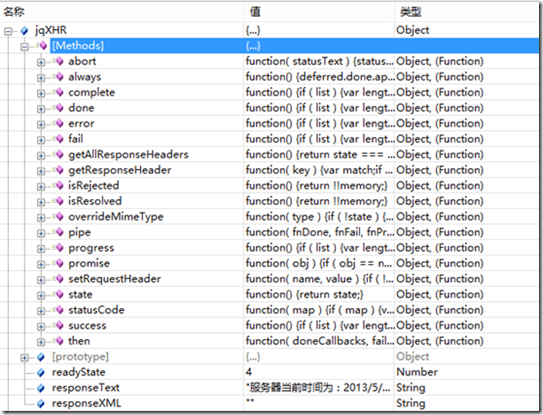 名称 值 类型
jqXHR {...} Object
[Methods] {...}
abort function( statusText ) {status... Object, (Function)
always function() {deferred.done.ap... Object, (Function)
complete function() {if ( list ) {var lengt... Object, (Function)
done function() {if ( list ) {var lengt... Object, (Function)
error function() {if ( list ) {var lengt... Object, (Function)
fail function() {if ( list ) {var lengt... Object, (Function)
getAllResponseHeaders function() {return state === ... Object, (Function)
getResponseHeader function( key ) {var match;if ... Object, (Function)
isRejected function() {return !!memory;} Object, (Function)
isResolved function() {return !!memory;} Object, (Function)
overrideMimeType function( type ) {if ( !state ) {... Object, (Function)
pipe function( fnDone, fnFail, fnPr... Object, (Function)
progress function() {if ( list ) {var lengt... Object, (Function)
promise function( obj ) {if ( obj == n... Object, (Function)
setRequestHeader function( name, value ) {if ( !... Object, (Function)
state function() {return state;} Object, (Function)
statusCode function( map ) {if ( map ) {v... Object, (Function)
success function() {if ( list ) {var lengt... Object, (Function)
then function( doneCallbacks, fail... Object, (Function)
[prototype] {...} Object
readyState 4 Number
responseText "服务器当前时间为：2013/5/... String
responseXML "" String